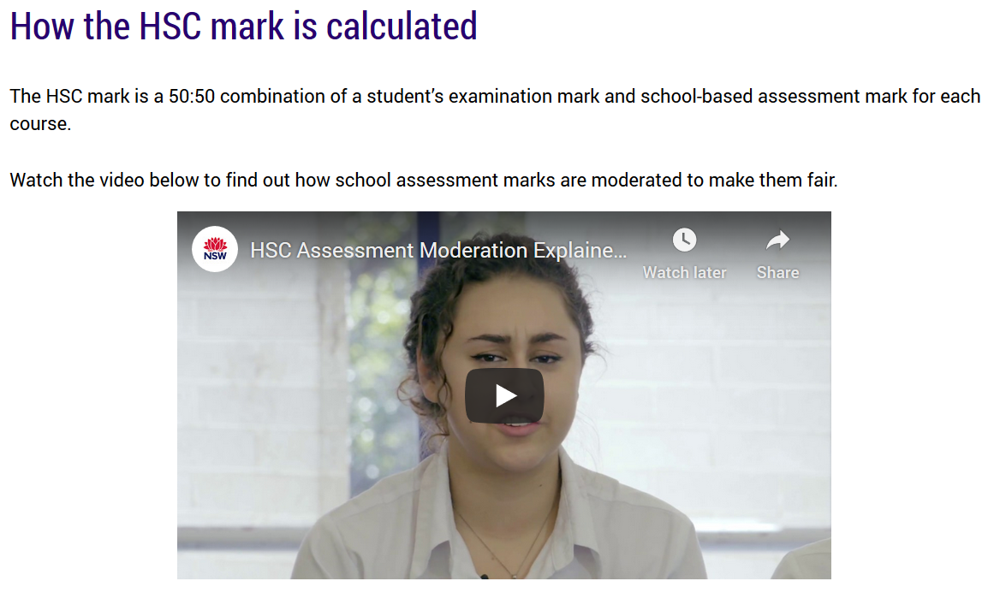 How the HSC mark is calculated
The HSC mark is a 50:50 combination of a student’s examination mark and school-based assessment mark for each
course.
Watch the video below to find out how school assessment marks are moderated to make them fair.
NSW
HSC Assessment Moderation Explaine...
Watch later
Share